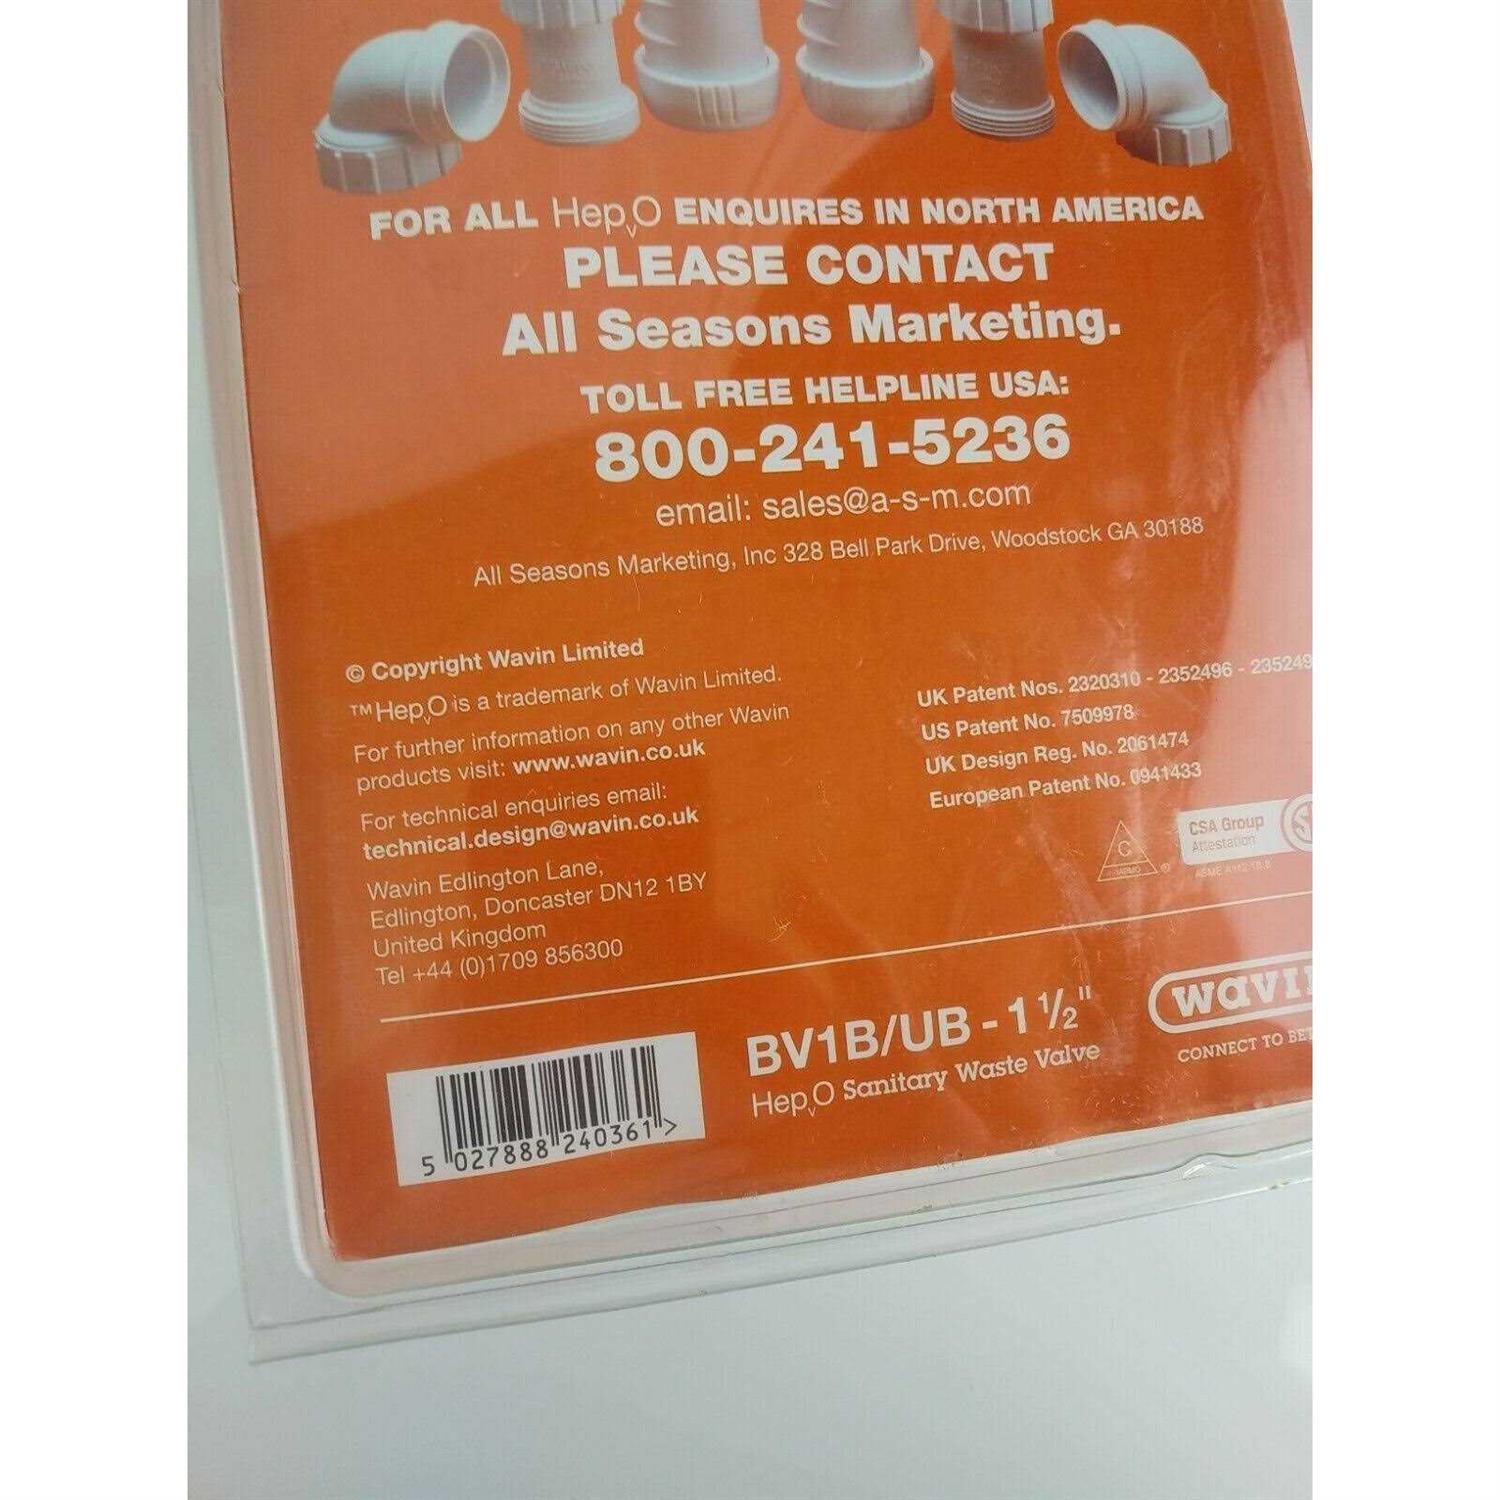 FOR ALL HepvO ENQUIRES IN NORTH AMERICA
PLEASE CONTACT
All Seasons Marketing.
TOLL FREE HELPLINE USA:
800-241-5236
email: sales@a-s-m.com
All Seasons Marketing, Inc 328 Bell Park Drive, Woodstock GA 30188
© Copyright Wavin Limited
™HepvO is a trademark of Wavin Limited.
For further information on any other Wavin
products visit: www.wavin.co.uk
For technical enquiries email:
technical.design@wavin.co.uk
Wavin Edlington Lane,
Edlington, Doncaster DN12 1BY
United Kingdom
Tel +44 (0)1709 856300
UK Patent Nos. 2320310 - 2352496 - 235249
US Patent No. 7509978
UK Design Reg. No. 2061474
European Patent No. 0941433
C
®
CSA Group
Attestation
BV1B/UB - 1 ½"
HepvO Sanitary Waste Valve
wavi
CONNECT TO BE
5 027888 240361 >